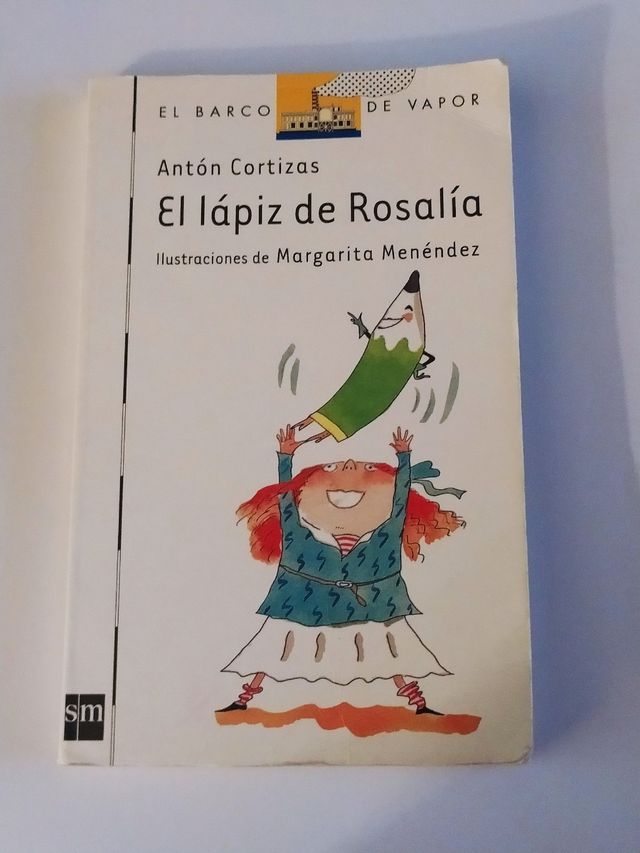 EL BARCO DE VAPOR
Antón Cortizas
El lápiz de Rosalía
Ilustraciones de Margarita Menéndez
sm